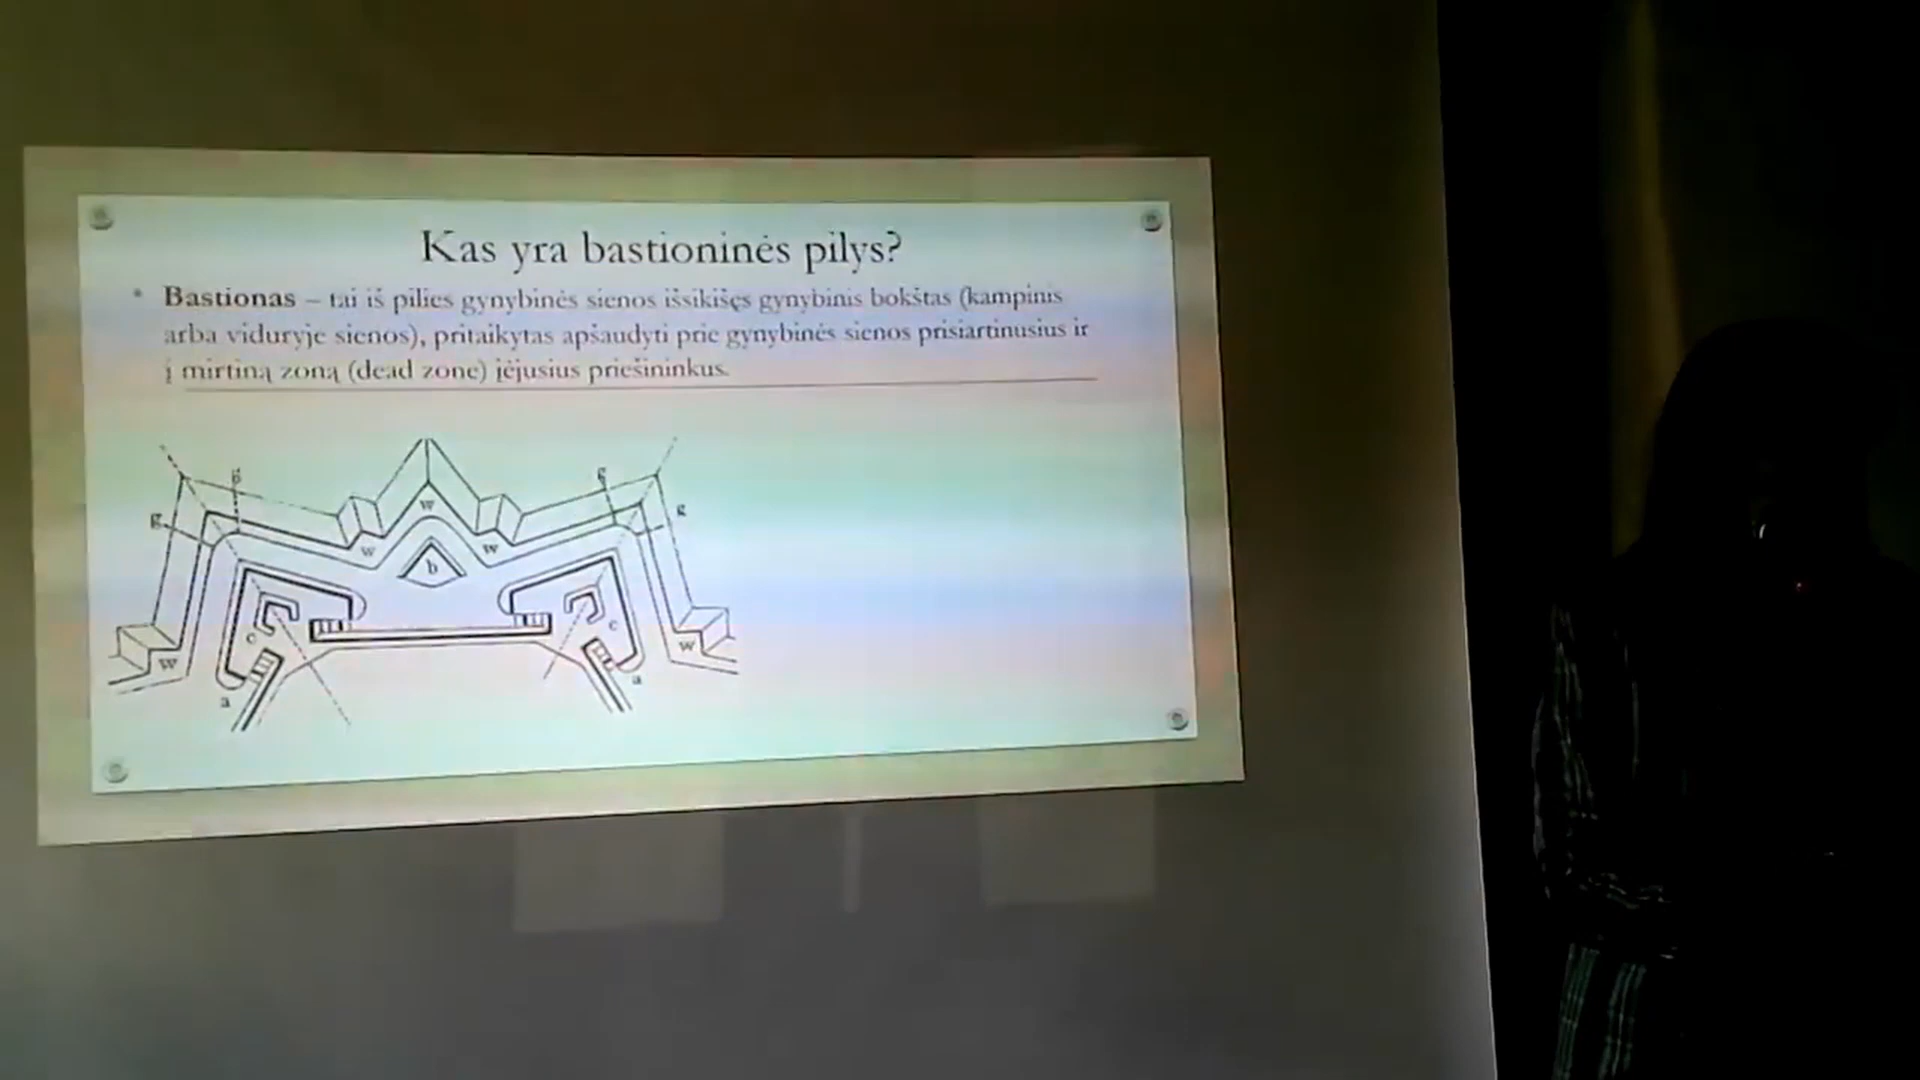 Kas yra bastioninės pilys?
• Bastionas – tai iš pilies gynybinės sienos išsikišęs gynybinis bokštas (kampinis
arba viduryje sienos), pritaikytas apšaudyti prie gynybinės sienos prisiartinusius ir
į mirtiną zoną (dead zone) įėjusius priešininkus.
g g
g g
w
w w
b
c c
w w
a a